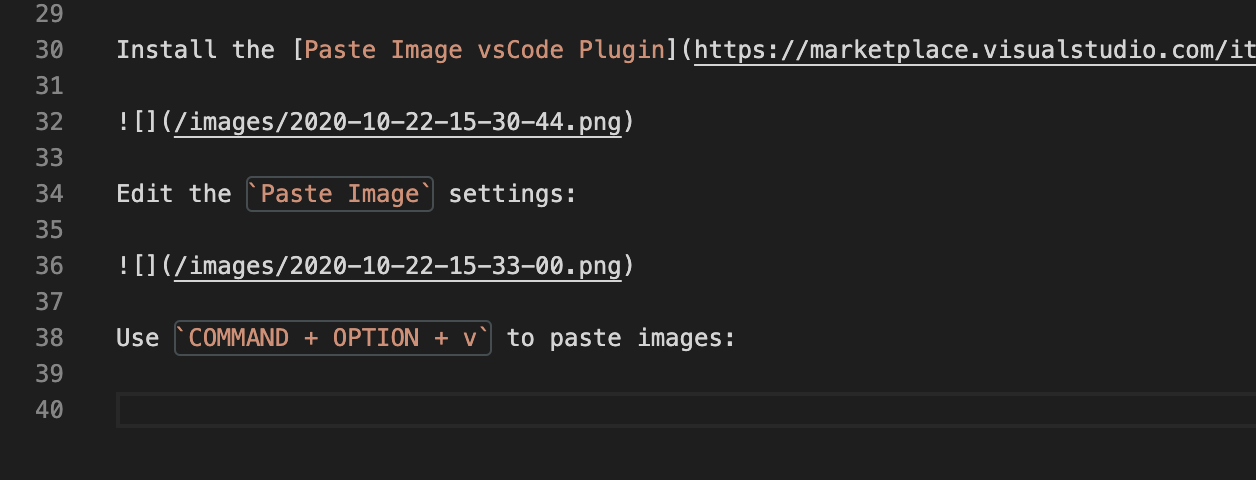 29
30 Install the [Paste Image vsCode Plugin](https://marketplace.visualstudio.com/it
31
32 ![](/images/2020-10-22-15-30-44.png)
33
34 Edit the `Paste Image` settings:
35
36 ![](/images/2020-10-22-15-33-00.png)
37
38 Use `COMMAND + OPTION + v` to paste images:
39
40